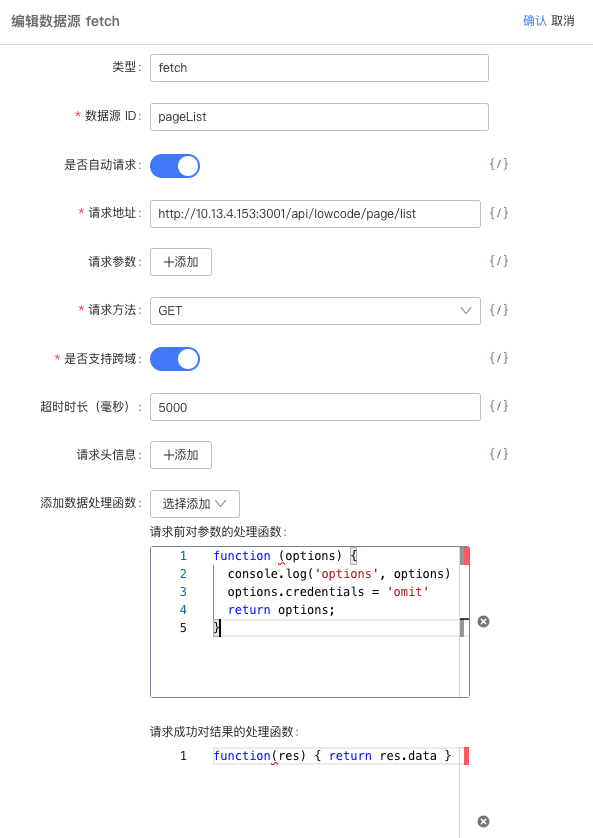 编辑数据源 fetch
确认 取消
类型: fetch
* 数据源 ID: pageList
是否自动请求: {/}
* 请求地址: http://10.13.4.153:3001/api/lowcode/page/list {/}
请求参数: +添加 {/}
* 请求方法: GET {/}
* 是否支持跨域: {/}
超时时长（毫秒）: 5000 {/}
请求头信息: +添加 {/}
添加数据处理函数: 选择添加
请求前对参数的处理函数:
1 function (options) {
2 console.log('options', options)
3 options.credentials = 'omit'
4 return options;
5 }
请求成功对结果的处理函数:
1 function(res) { return res.data }